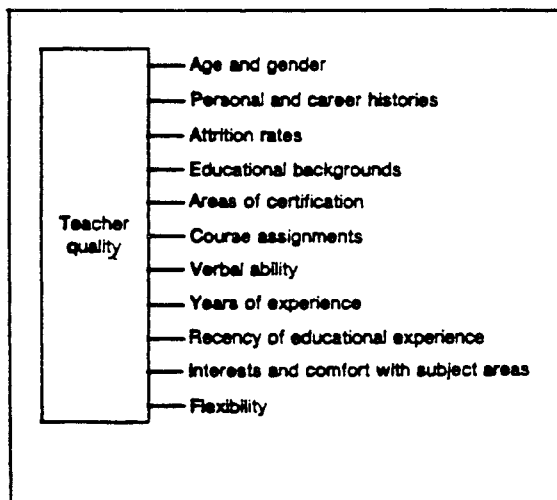 Teacher
quality
Age and gender
Personal and career histories
Attrition rates
Educational backgrounds
Areas of certification
Course assignments
Verbal ability
Years of experience
Recency of educational experience
Interests and comfort with subject areas
Flexibility